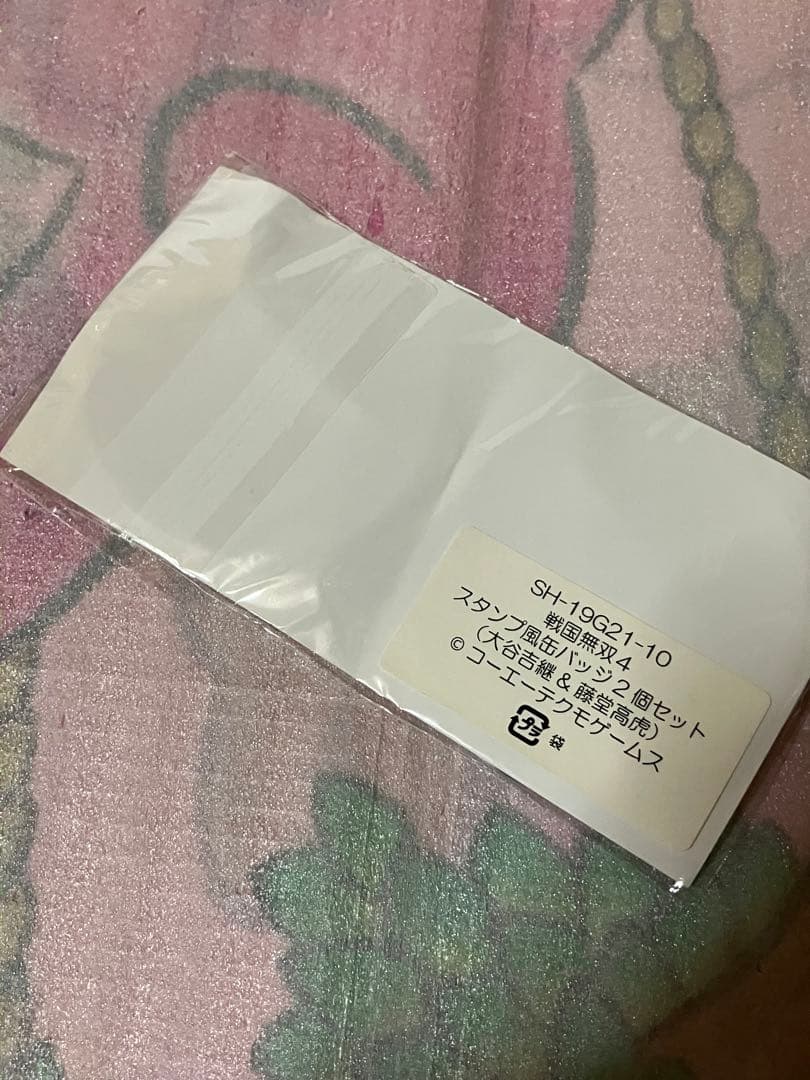 SH-19G21-10
戦国無双4
スタンプ風缶バッジ2個セット
(大谷吉継&藤堂高虎)
© コーエーテクモゲームス
プラ 袋